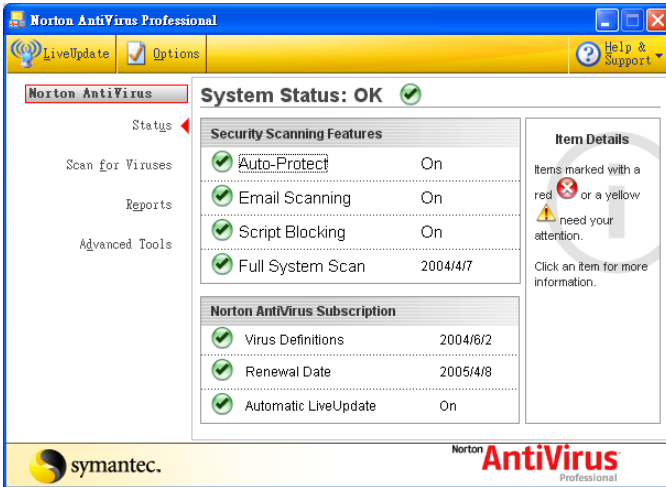 Norton AntiVirus Professional
LiveUpdate
Options
Help &
Support
Norton AntiVirus
Status
Scan for Viruses
Reports
Advanced Tools
System Status: OK
Security Scanning Features
Auto-Protect On
Email Scanning On
Script Blocking On
Full System Scan 2004/4/7
Norton AntiVirus Subscription
Virus Definitions 2004/6/2
Renewal Date 2005/4/8
Automatic LiveUpdate On
Item Details
Items marked with a
red or a yellow
need your
attention.
Click an item for more
information.
symantec.
Norton AntiVirus
Professional